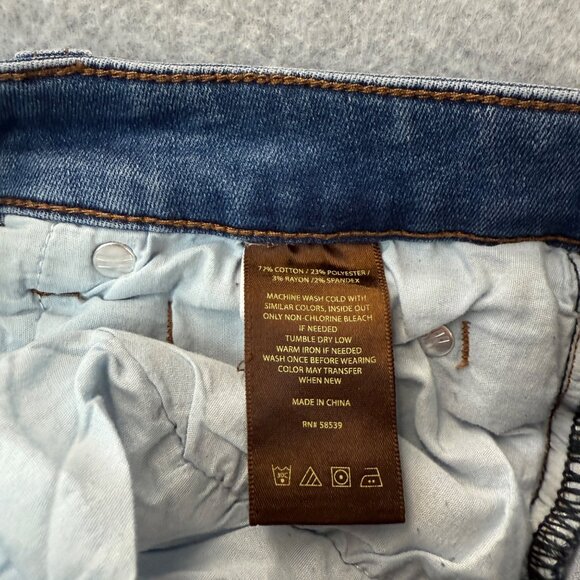 72% COTTON / 23% POLYESTER /
3% RAYON /2% SPANDEX
MACHINE WASH COLD WITH
SIMILAR COLORS, INSIDE OUT
ONLY NON-CHLORINE BLEACH
IF NEEDED
TUMBLE DRY LOW
WARM IRON IF NEEDED
WASH ONCE BEFORE WEARING
COLOR MAY TRANSFER
WHEN NEW
MADE IN CHINA
RN# 58539
30C